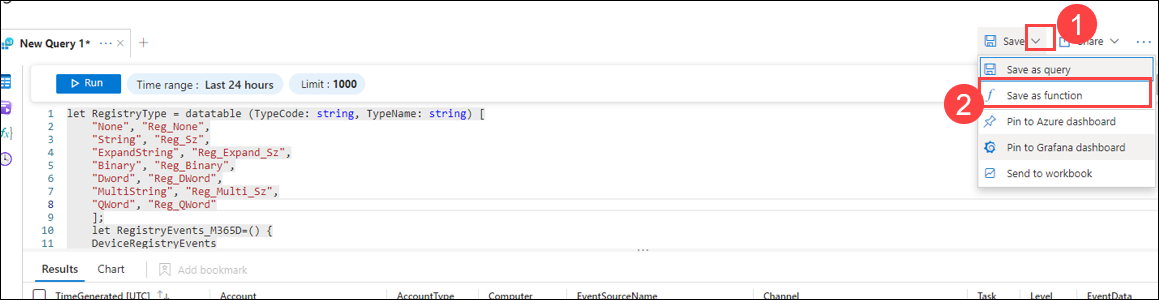 1
New Query 1* ···
Save
Share ···
Run Time range : Last 24 hours Limit : 1000
Save as query
2
Save as function
Pin to Azure dashboard
Pin to Grafana dashboard
Send to workbook
1 let RegistryType = datatable (TypeCode: string, TypeName: string) [
2 "None", "Reg_None",
3 "String", "Reg_Sz",
4 "ExpandString", "Reg_Expand_Sz",
5 "Binary", "Reg_Binary",
6 "Dword", "Reg_DWord",
7 "MultiString", "Reg_Multi_Sz",
8 "QWord", "Reg_QWord"
9 ];
10 let RegistryEvents_M365D=() {
11 DeviceRegistryEvents
Results Chart Add bookmark
TimeGenerated [UTC] Account AccountType Computer EventSourceName Channel Task Level EventData